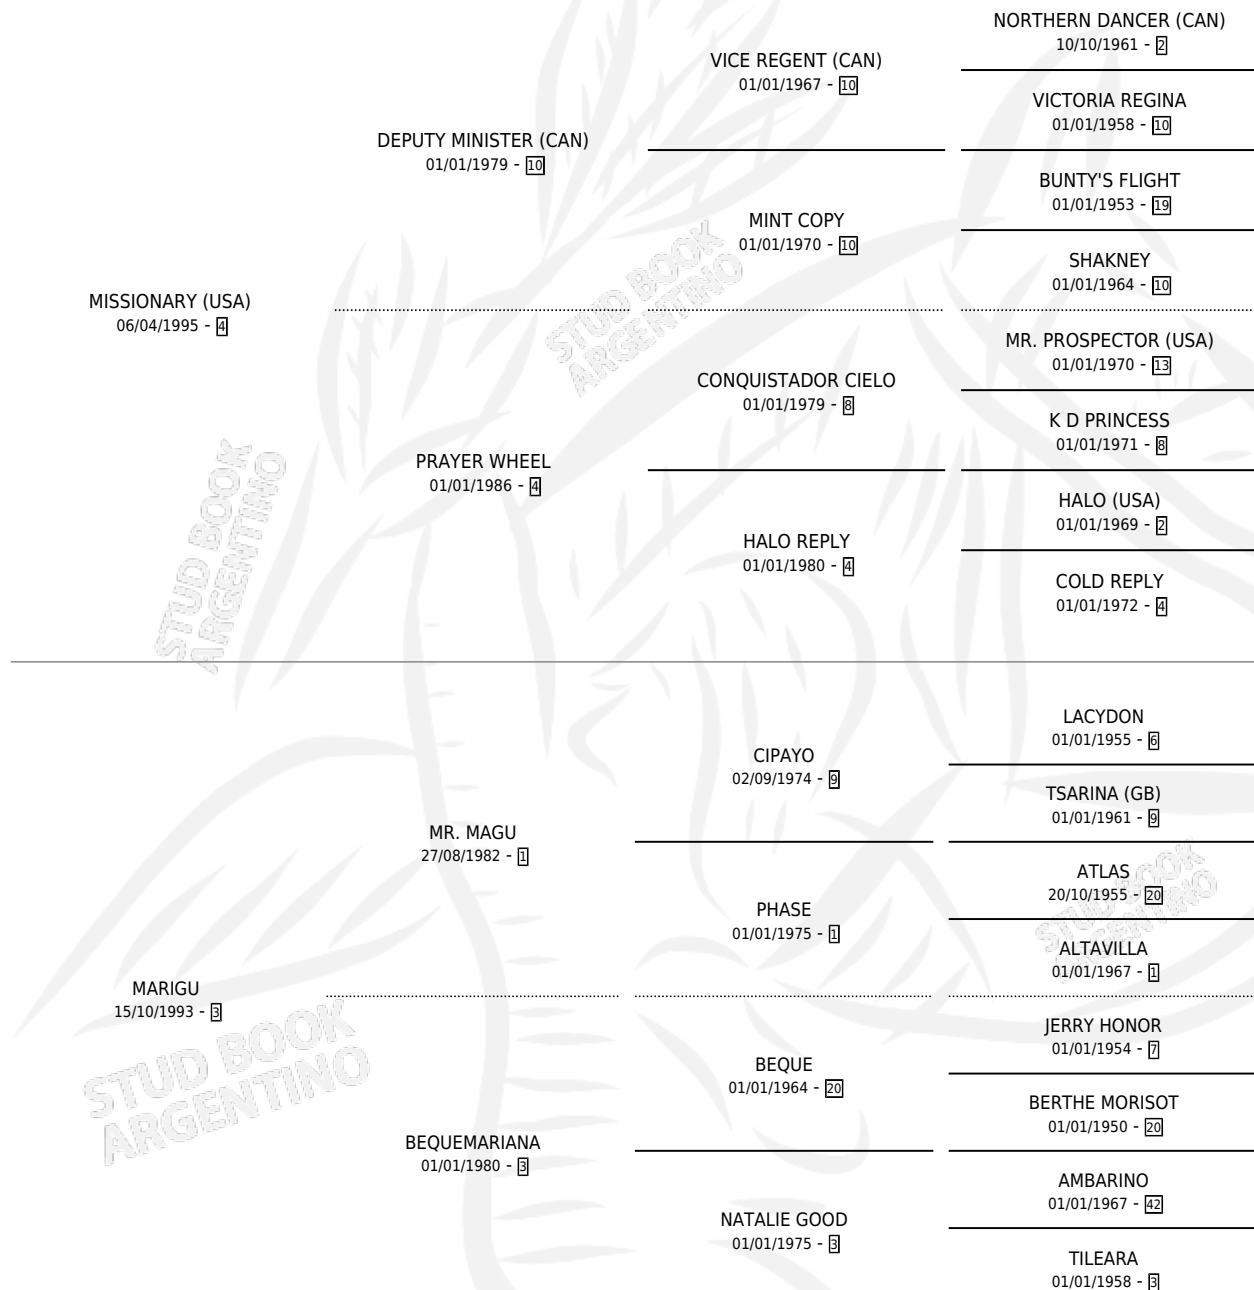 NORTHERN DANCER (CAN)
10/10/1961 - 2
VICE REGENT (CAN)
01/01/1967 - 10
VICTORIA REGINA
01/01/1958 - 10
DEPUTY MINISTER (CAN)
01/01/1979 - 10
BUNTY'S FLIGHT
01/01/1953 - 19
MINT COPY
01/01/1970 - 10
SHAKNEY
01/01/1964 - 10
MISSIONARY (USA)
06/04/1995 - 4
STUD BOOK
ARGENTINO
MR. PROSPECTOR (USA)
01/01/1970 - 13
CONQUISTADOR CIELO
01/01/1979 - 8
K D PRINCESS
01/01/1971 - 8
PRAYER WHEEL
01/01/1986 - 4
HALO (USA)
01/01/1969 - 2
HALO REPLY
01/01/1980 - 4
COLD REPLY
01/01/1972 - 4
STUD BOOK
ARGENTINO
LACYDON
01/01/1955 - 6
CIPAYO
02/09/1974 - 9
TSARINA (GB)
01/01/1961 - 9
MR. MAGU
27/08/1982 - 1
ATLAS
20/10/1955 - 20
STUD BOOK
ARGENTINO
PHASE
01/01/1975 - 1
ALTAVILLA
01/01/1967 - 1
MARIGU
15/10/1993 - 3
STUD BOOK
ARGENTINO
JERRY HONOR
01/01/1954 - 7
BEQUE
01/01/1964 - 20
BERTHE MORISOT
01/01/1950 - 20
BEQUEMARIANA
01/01/1980 - 3
AMBARINO
01/01/1967 - 42
NATALIE GOOD
01/01/1975 - 3
TILEARA
01/01/1958 - 3